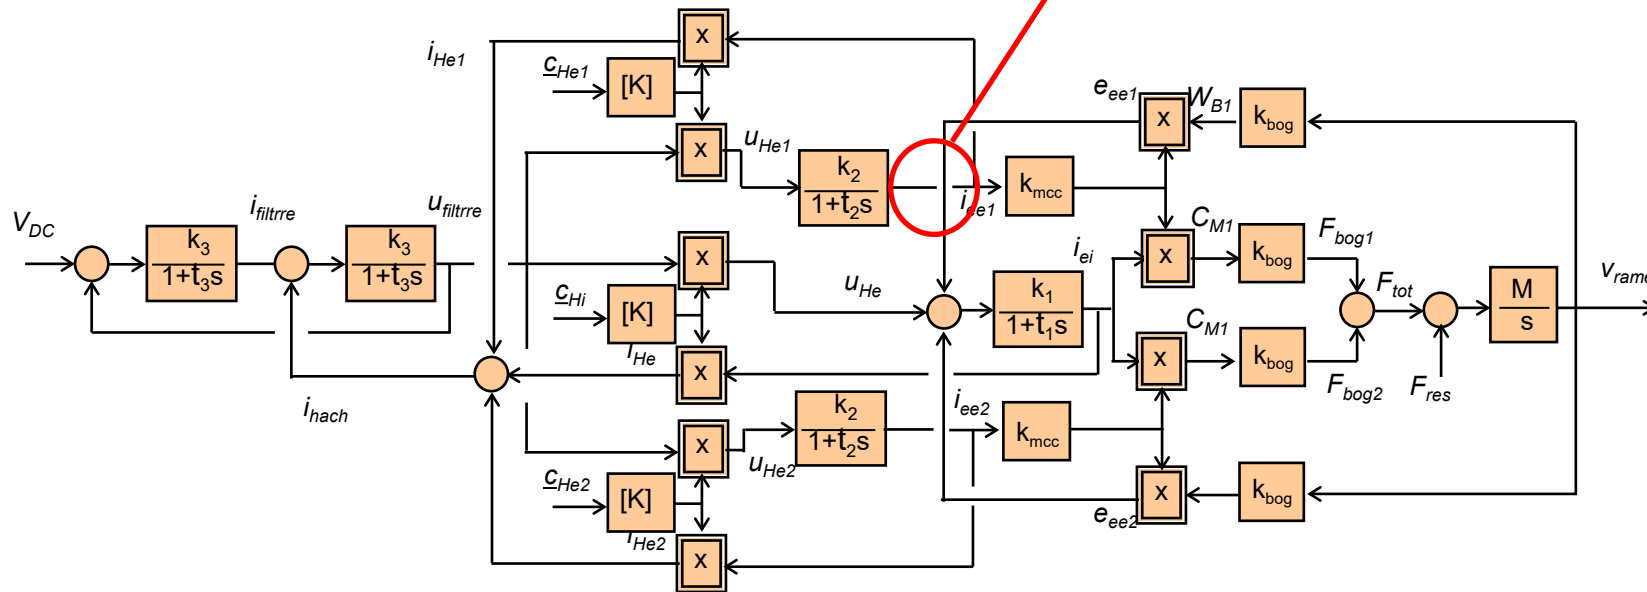 x
i_He1
c_He1
[K]
e_ee1
W_B1
x
k_bog
x
u_He1
k_2
1+t_2s
i_ee1
k_mcc
V_DC
i_filtrre
u_filtrre
k_3
1+t_3s
k_3
1+t_3s
x
c_Hi
[K]
i_He
x
u_He
k_1
1+t_1s
i_ei
x
C_M1
k_bog
F_bog1
F_tot
M
s
v_rame
x
C_M1
k_bog
F_bog2
F_res
i_hach
x
u_He2
k_2
1+t_2s
i_ee2
k_mcc
c_He2
[K]
i_He2
x
e_ee2
x
k_bog